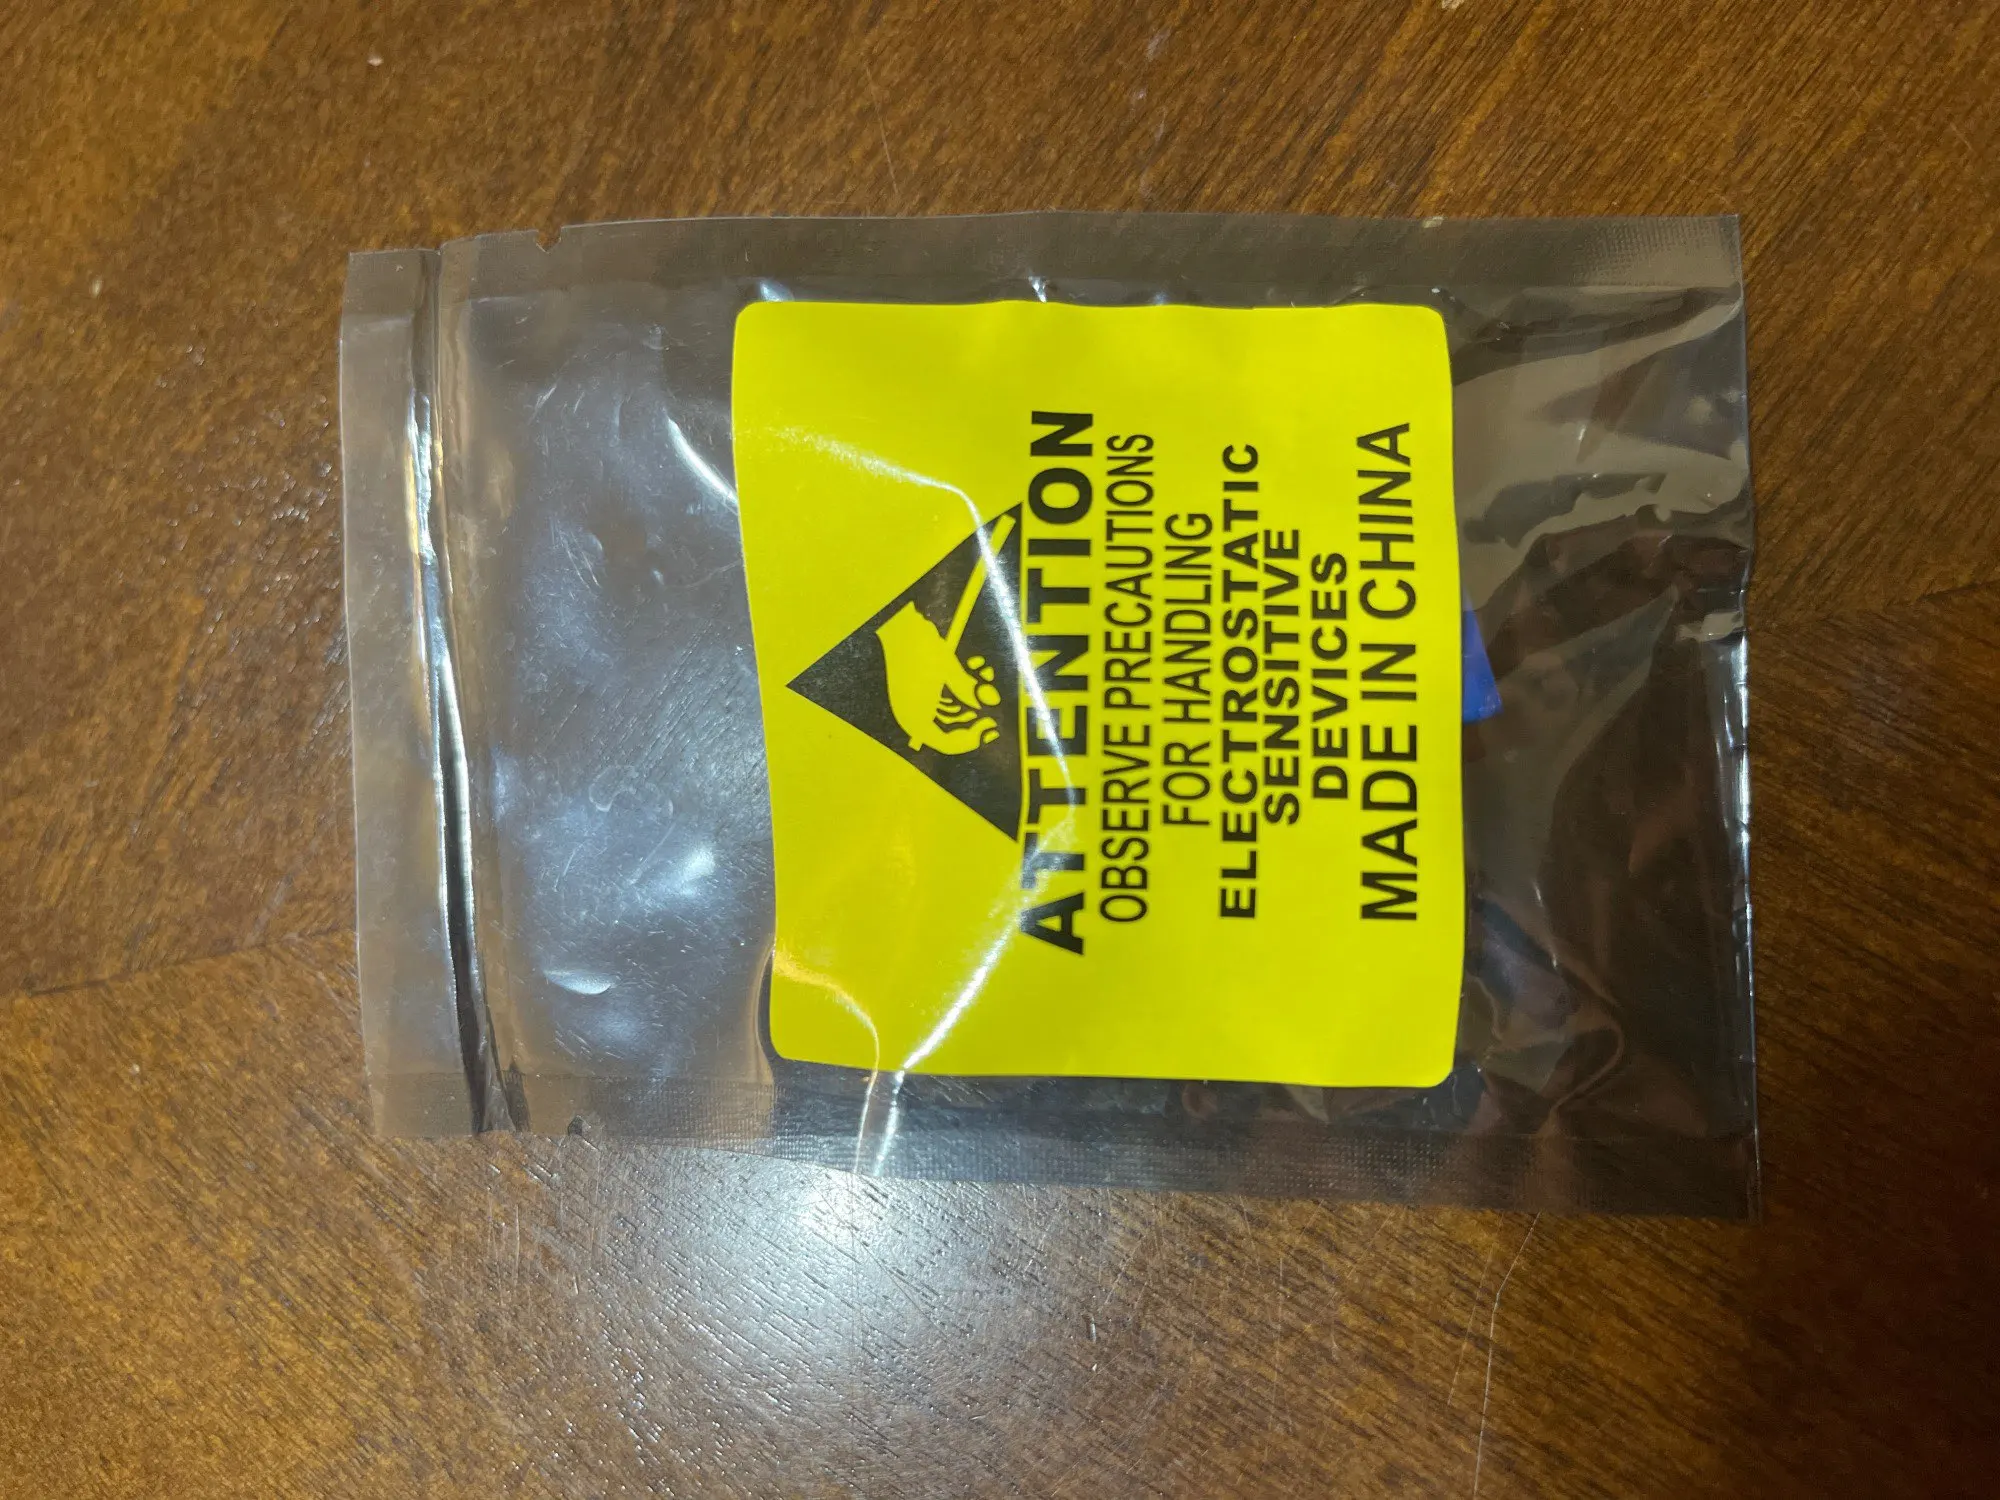 ATTENTION
OBSERVE PRECAUTIONS
FOR HANDLING
ELECTROSTATIC
SENSITIVE
DEVICES
MADE IN CHINA